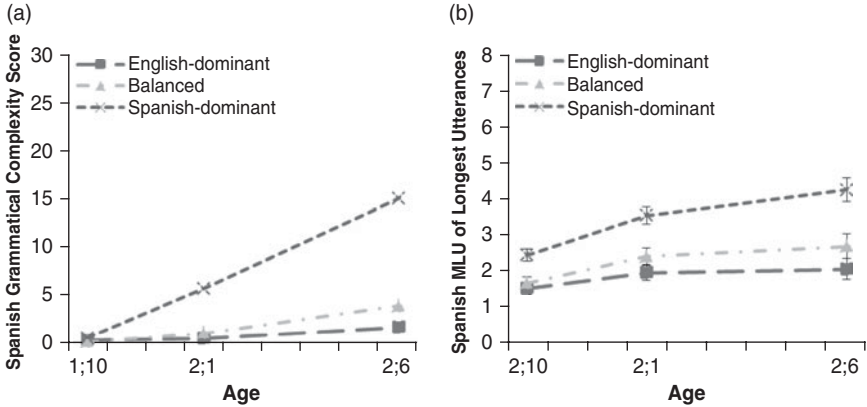 (a)
Spanish Grammatical Complexity Score
30
25
20
15
10
5
0
English-dominant
Balanced
Spanish-dominant
1;10 2;1 2;6
Age
(b)
Spanish MLU of Longest Utterances
8
7
6
5
4
3
2
1
0
English-dominant
Balanced
Spanish-dominant
2;10 2;1 2;6
Age